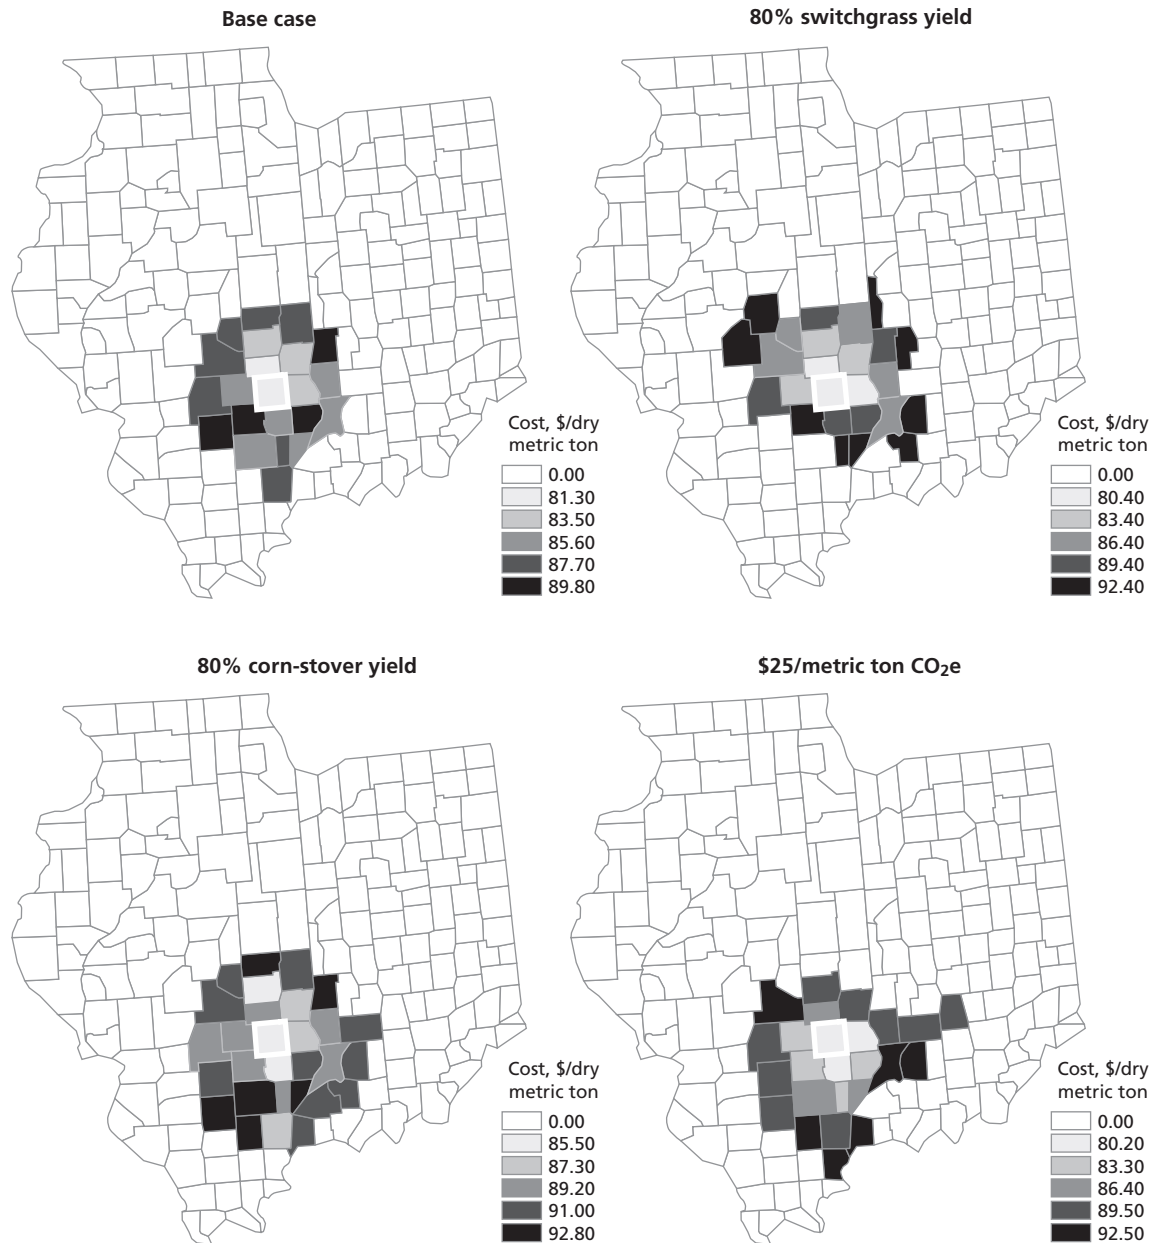 Base case
80% switchgrass yield
Cost, $/dry
metric ton
0.00
81.30
83.50
85.60
87.70
89.80
Cost, $/dry
metric ton
0.00
80.40
83.40
86.40
89.40
92.40
80% corn-stover yield
$25/metric ton CO₂e
Cost, $/dry
metric ton
0.00
85.50
87.30
89.20
91.00
92.80
Cost, $/dry
metric ton
0.00
80.20
83.30
86.40
89.50
92.50